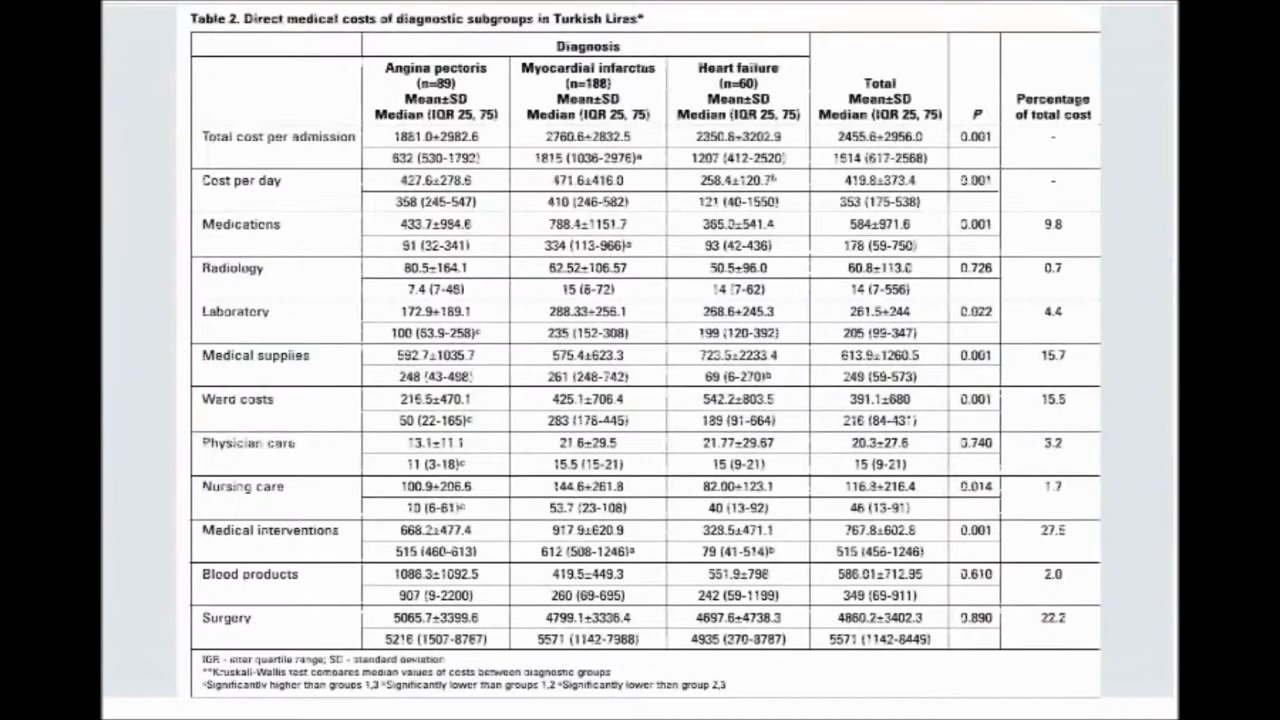 Table 2. Direct medical costs of diagnostic subgroups in Turkish Liras*
Diagnosis
Angina pectoris Myocardial infarctus Heart failure
(n=89) (n=188) (n=60) Total
Mean±SD Mean±SD Mean±SD Mean±SD Percentage
Median (IQR 25, 75) Median (IQR 25, 75) Median (IQR 25, 75) Median (IQR 25, 75) P of total cost
Total cost per admission 1881.0±2982.6 2760.6±2832.5 2350.8±3202.9 2455.6±2956.0 0.001 -
632 (530-1792) 1815 (1036-2976)ᵃ 1207 (412-2520) 1514 (617-2568)
Cost per day 427.6±278.6 471.6±416.0 258.4±120.7ᵇ 419.8±373.4 0.001 -
358 (245-547) 410 (246-582) 121 (40-1550) 353 (175-538)
Medications 433.7±994.6 788.4±1151.7 365.0±541.4 584±971.6 0.001 9.8
91 (32-341) 334 (113-966)ᵃ 93 (42-436) 178 (59-750)
Radiology 80.5±164.1 62.52±106.57 50.5±96.0 60.8±113.0 0.726 0.7
7.4 (7-46) 15 (6-72) 14 (7-62) 14 (7-556)
Laboratory 172.9±189.1 288.33±256.1 268.6±245.3 261.5±244 0.022 4.4
100 (63.9-258)ᶜ 235 (152-308) 199 (120-392) 205 (99-347)
Medical supplies 592.7±1035.7 575.4±623.3 723.5±2233.4 613.9±1260.5 0.001 15.7
248 (43-498) 261 (248-742) 69 (6-270)ᵇ 249 (59-573)
Ward costs 216.5±470.1 425.1±706.4 542.2±803.5 391.1±680 0.001 15.5
50 (22-165)ᶜ 283 (176-445) 189 (91-664) 216 (84-431)
Physician care 13.1±11.1 21.6±29.5 21.77±29.67 20.3±27.6 0.740 3.2
11 (3-18)ᶜ 15.5 (15-21) 15 (9-21) 15 (9-21)
Nursing care 100.9±206.6 144.6±261.8 82.00±123.1 116.8±216.4 0.014 1.7
10 (6-61)ᶜ 53.7 (23-108) 40 (13-92) 46 (13-91)
Medical interventions 668.2±477.4 917.9±620.9 328.5±471.1 767.8±602.8 0.001 27.5
515 (460-613) 612 (508-1246)ᵃ 79 (41-514)ᵇ 515 (456-1246)
Blood products 1086.3±1092.5 419.5±449.3 551.9±798 586.01±712.95 0.610 2.0
907 (9-2200) 260 (69-695) 242 (59-1199) 349 (69-911)
Surgery 5065.7±3399.6 4799.1±3336.4 4697.6±4738.3 4860.2±3402.3 0.890 22.2
5216 (1507-8767) 5571 (1142-7988) 4935 (370-8787) 5571 (1142-8449)
IQR - inter quartile range; SD - standard deviation
**Kruskall-Wallis test compares median values of costs between diagnostic groups
ᵃSignificantly higher than groups 1,3 ᵇSignificantly lower than groups 1,2 ᶜSignificantly lower than group 2,3